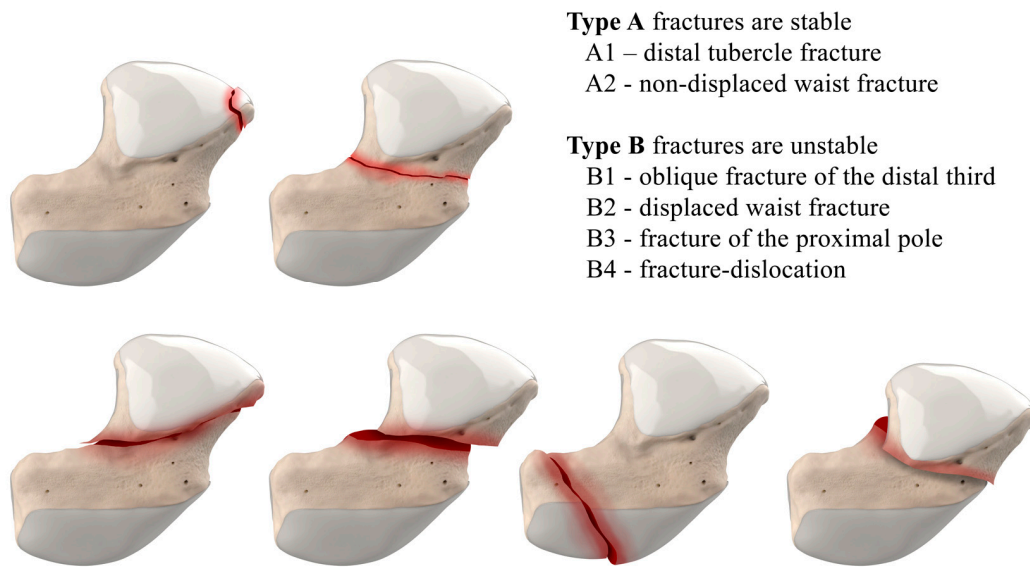 Type A fractures are stable
A1 – distal tubercle fracture
A2 - non-displaced waist fracture
Type B fractures are unstable
B1 - oblique fracture of the distal third
B2 - displaced waist fracture
B3 - fracture of the proximal pole
B4 - fracture-dislocation